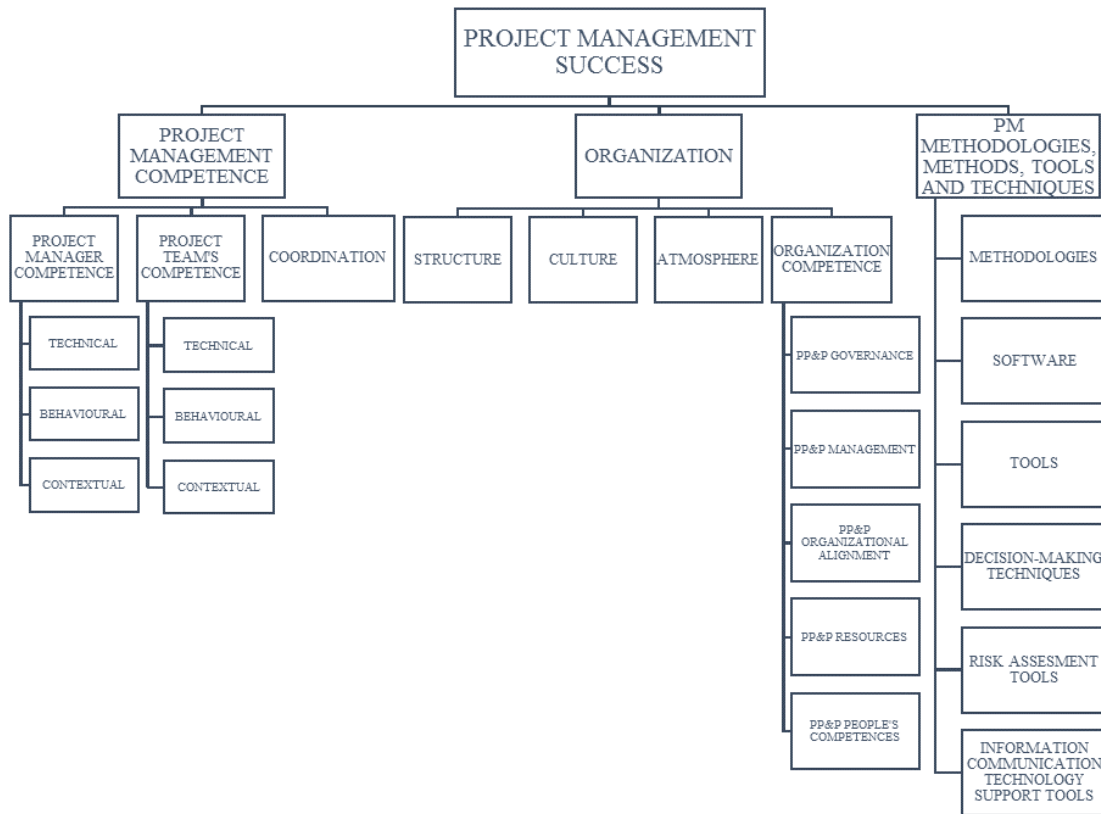 PROJECT MANAGEMENT
SUCCESS
PROJECT
MANAGEMENT
COMPETENCE
ORGANIZATION
PM
METHODOLOGIES,
METHODS, TOOLS
AND TECHNIQUES
PROJECT
MANAGER
COMPETENCE
PROJECT
TEAM'S
COMPETENCE
COORDINATION
STRUCTURE
CULTURE
ATMOSPHERE
ORGANIZATION
COMPETENCE
TECHNICAL
BEHAVIOURAL
CONTEXTUAL
TECHNICAL
BEHAVIOURAL
CONTEXTUAL
PP&P GOVERNANCE
PP&P MANAGEMENT
PP&P
ORGANIZATIONAL
ALIGNMENT
PP&P RESOURCES
PP&P PEOPLE'S
COMPETENCES
METHODOLOGIES
SOFTWARE
TOOLS
DECISION-MAKING
TECHNIQUES
RISK ASSESMENT
TOOLS
INFORMATION
COMMUNICATION
TECHNOLOGY
SUPPORT TOOLS